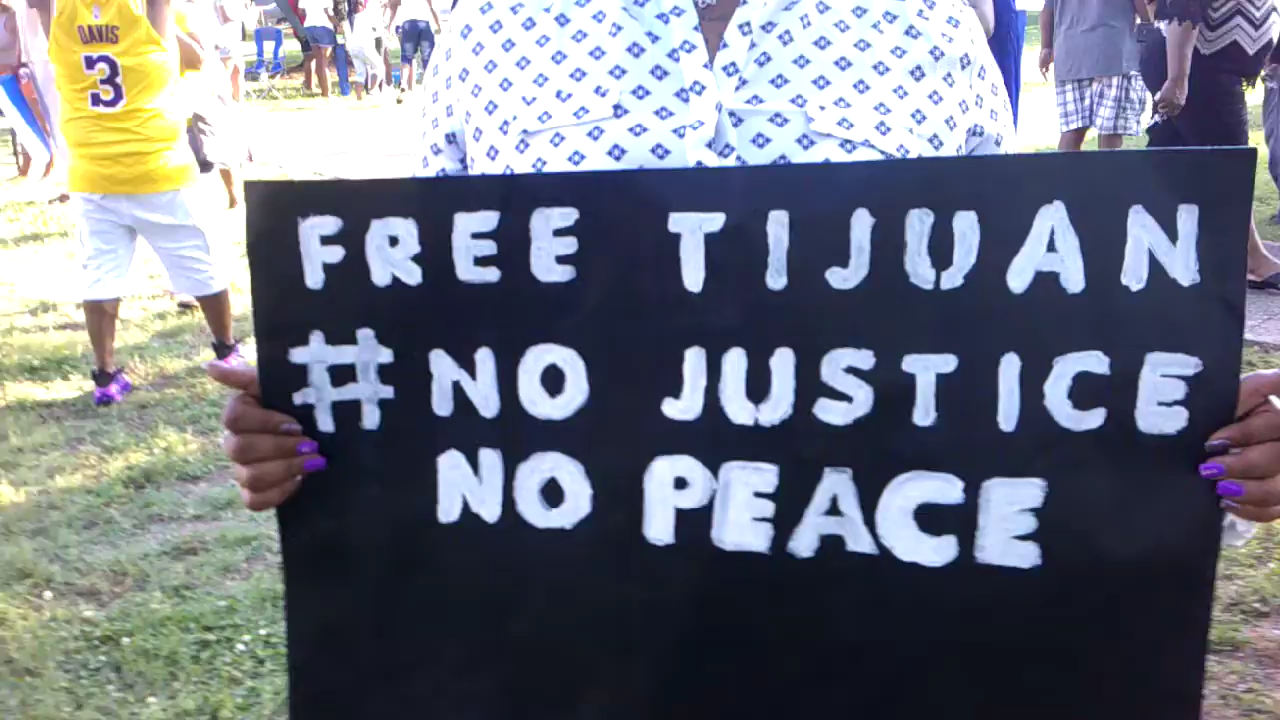 DAVIS
3
FREE TIJUAN
# NO JUSTICE
NO PEACE